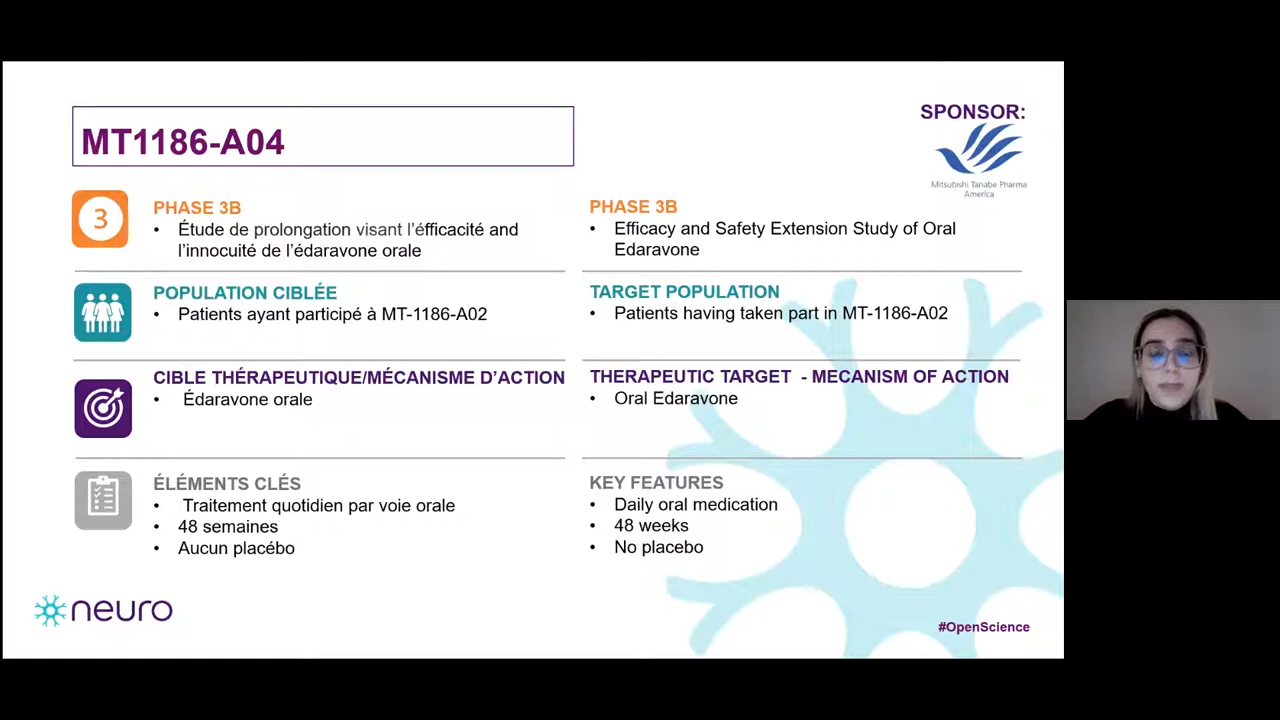 MT1186-A04
SPONSOR:
Mitsubishi Tanabe Pharma
America
3
PHASE 3B
• Étude de prolongation visant l'éfficacité and
l'innocuité de l'édaravone orale
POPULATION CIBLÉE
• Patients ayant participé à MT-1186-A02
CIBLE THÉRAPEUTIQUE/MÉCANISME D'ACTION
• Édaravone orale
ÉLÉMENTS CLÉS
• Traitement quotidien par voie orale
• 48 semaines
• Aucun placébo
PHASE 3B
• Efficacy and Safety Extension Study of Oral
Edaravone
TARGET POPULATION
• Patients having taken part in MT-1186-A02
THERAPEUTIC TARGET - MECANISM OF ACTION
• Oral Edaravone
KEY FEATURES
• Daily oral medication
• 48 weeks
• No placebo
neuro
#OpenScience